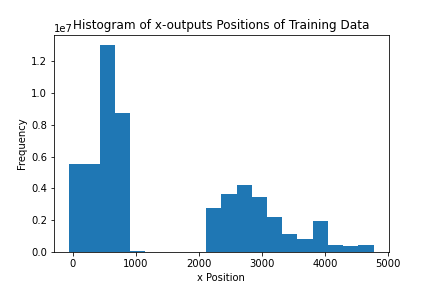 Histogram of x-outputs Positions of Training Data
1e7
1.2
1.0
0.8
0.6
0.4
0.2
0.0
Frequency
0 1000 2000 3000 4000 5000
x Position